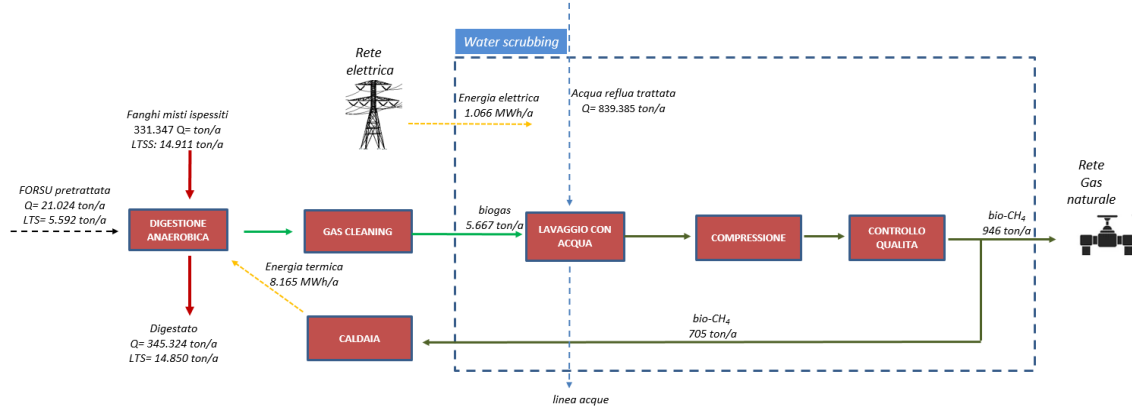 Water scrubbing
Rete
elettrica
Energia elettrica
1.066 MWh/a
Acqua reflua trattata
Q= 839.385 ton/a
Fanghi misti ispessiti
331.347 Q= ton/a
LTSS: 14.911 ton/a
FORSU pretrattata
Q= 21.024 ton/a
LTS= 5.592 ton/a
DIGESTIONE
ANAEROBICA
GAS CLEANING
biogas
5.667 ton/a
LAVAGGIO CON
ACQUA
COMPRESSIONE
CONTROLLO
QUALITA
bio-CH₄
946 ton/a
Rete
Gas
naturale
Energia termica
8.165 MWh/a
CALDAIA
bio-CH₄
705 ton/a
Digestato
Q= 345.324 ton/a
LTS= 14.850 ton/a
linea acque